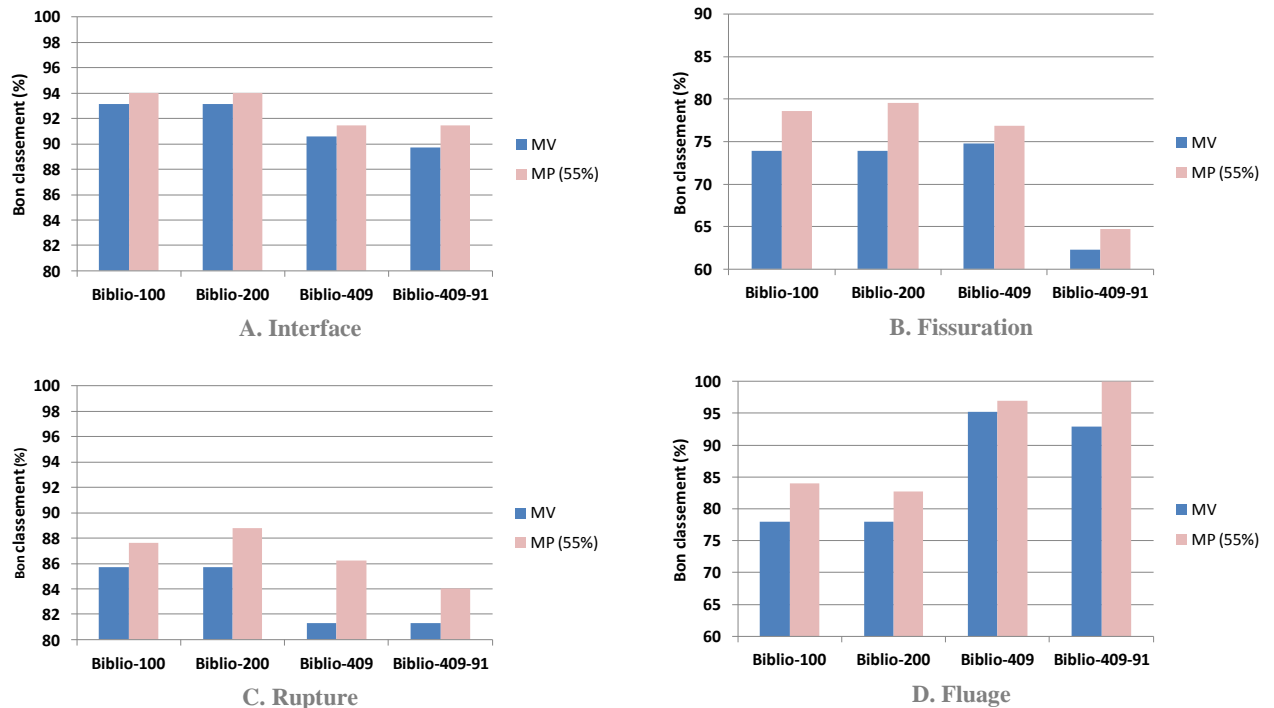 100
98
96
94
92
90
88
86
84
82
80
Bon classement (%)
Biblio-100 Biblio-200 Biblio-409 Biblio-409-91
MV
MP (55%)
A. Interface
90
85
80
75
70
65
60
Bon classement (%)
Biblio-100 Biblio-200 Biblio-409 Biblio-409-91
MV
MP (55%)
B. Fissuration
100
98
96
94
92
90
88
86
84
82
80
Bon classement (%)
Biblio-100 Biblio-200 Biblio-409 Biblio-409-91
MV
MP (55%)
C. Rupture
100
95
90
85
80
75
70
65
60
Bon classement (%)
Biblio-100 Biblio-200 Biblio-409 Biblio-409-91
MV
MP (55%)
D. Fluage